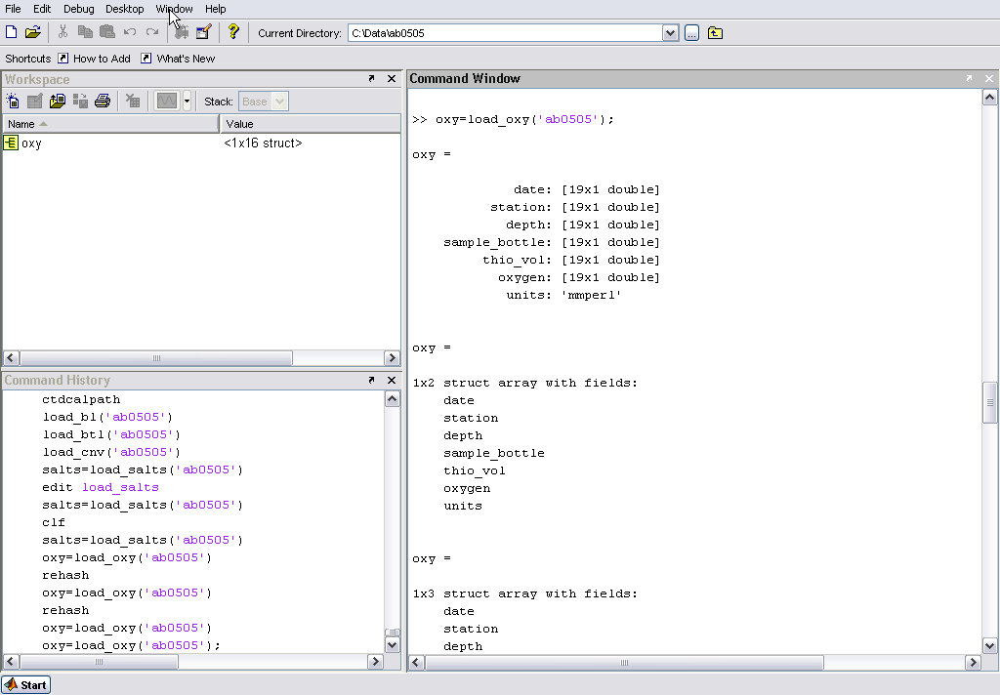 File Edit Debug Desktop Window Help
Current Directory: C:\Data\ab0505 ...
Shortcuts How to Add What's New
Workspace
Stack: Base
Name Value
oxy <1x16 struct>
Command History
ctdcalpath
load_bl('ab0505')
load_btl('ab0505')
load_cnv('ab0505')
salts=load_salts('ab0505')
edit load_salts
salts=load_salts('ab0505')
clf
salts=load_salts('ab0505')
oxy=load_oxy('ab0505')
rehash
oxy=load_oxy('ab0505')
rehash
oxy=load_oxy('ab0505')
oxy=load_oxy('ab0505');
Command Window
>> oxy=load_oxy('ab0505');
oxy =
date: [19x1 double]
station: [19x1 double]
depth: [19x1 double]
sample_bottle: [19x1 double]
thio_vol: [19x1 double]
oxygen: [19x1 double]
units: 'mmperl'
oxy =
1x2 struct array with fields:
date
station
depth
sample_bottle
thio_vol
oxygen
units
oxy =
1x3 struct array with fields:
date
station
depth
Start